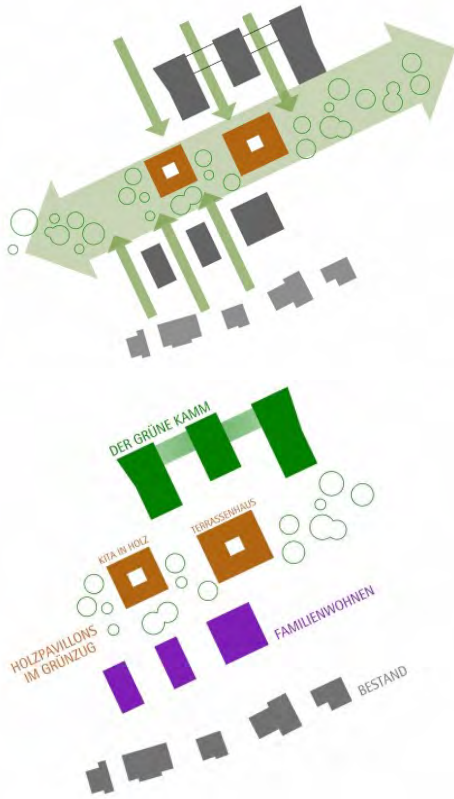 DER GRÜNE KAMM
KITA IN HOLZ
TERRASSENHAUS
HOLZPAVILLONS
IM GRÜNZUG
FAMILIENWOHNEN
BESTAND